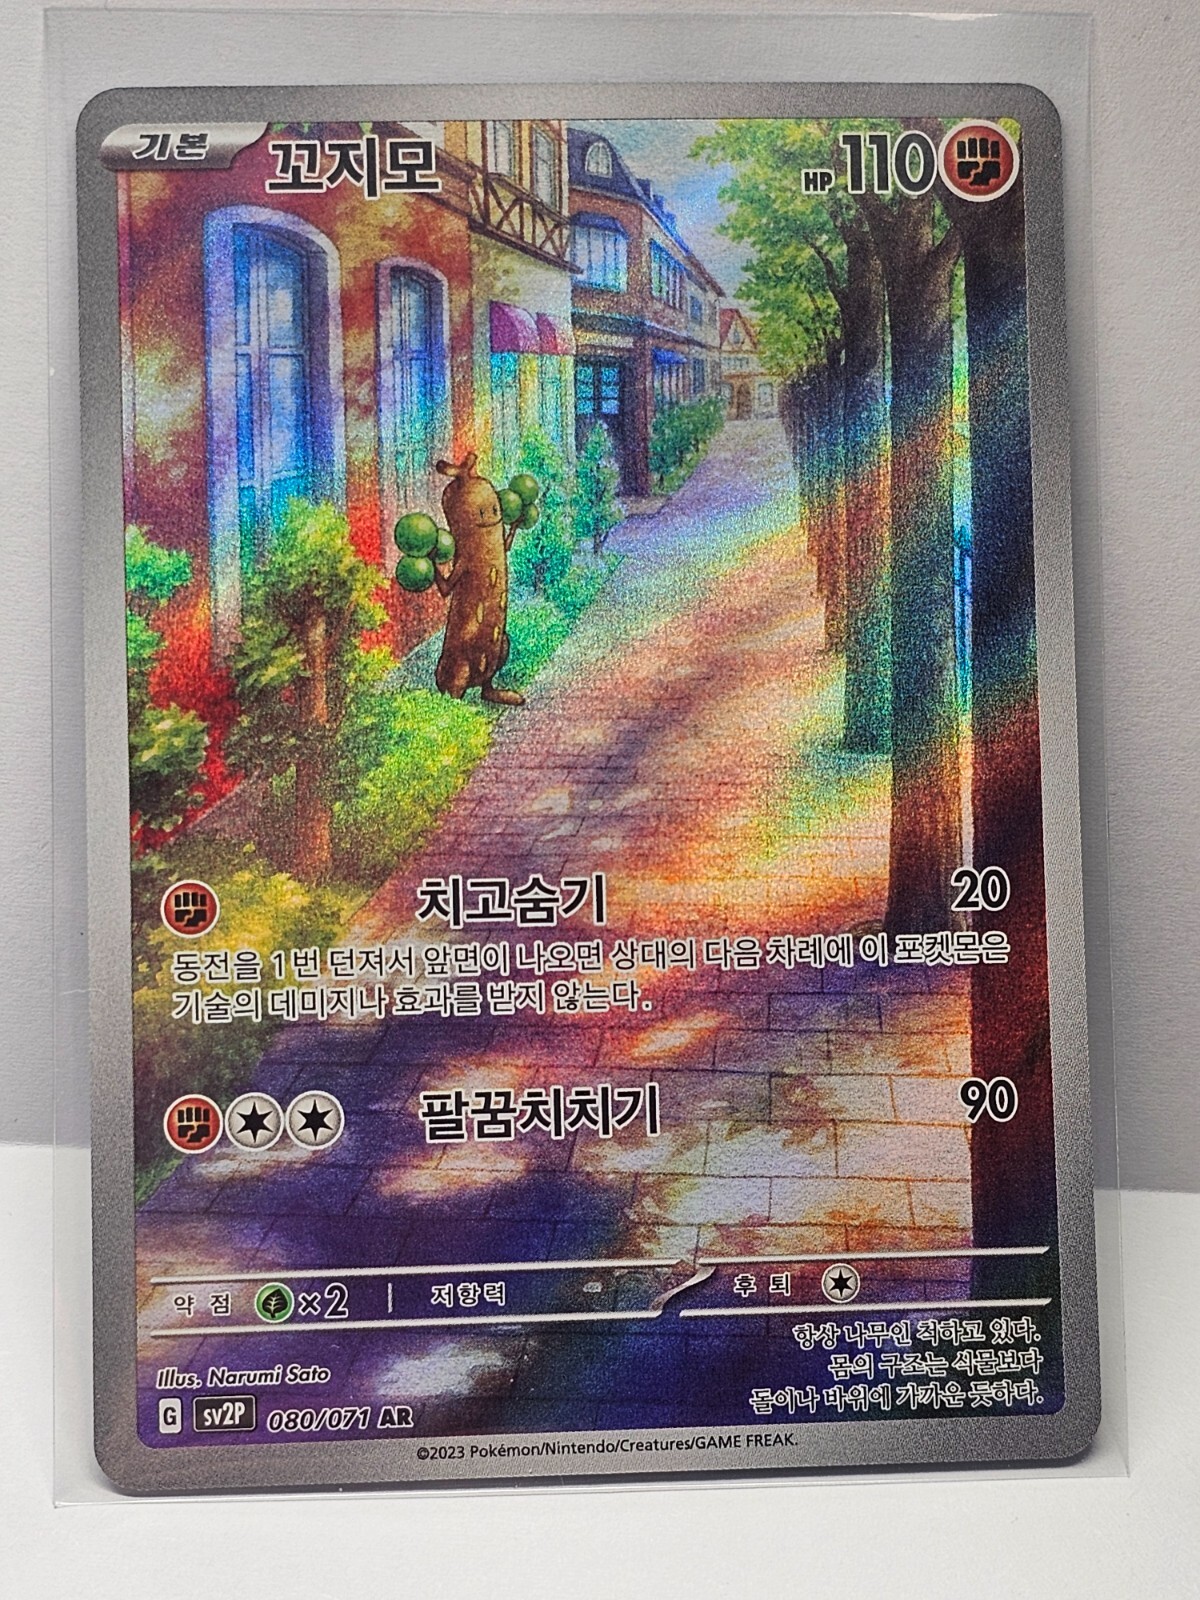 기본
꼬지모
HP 110
치고숨기 20
동전을 1번 던져서 앞면이 나오면 상대의 다음 차례에 이 포켓몬은
기술의 데미지나 효과를 받지 않는다.
팔꿈치치기 90
약점 ×2 저항력 후퇴
항상 나무인 척하고 있다.
몸의 구조는 식물보다
돌이나 바위에 가까운 듯하다.
Illus. Narumi Sato
G sv2P 080/071 AR
©2023 Pokémon/Nintendo/Creatures/GAME FREAK.